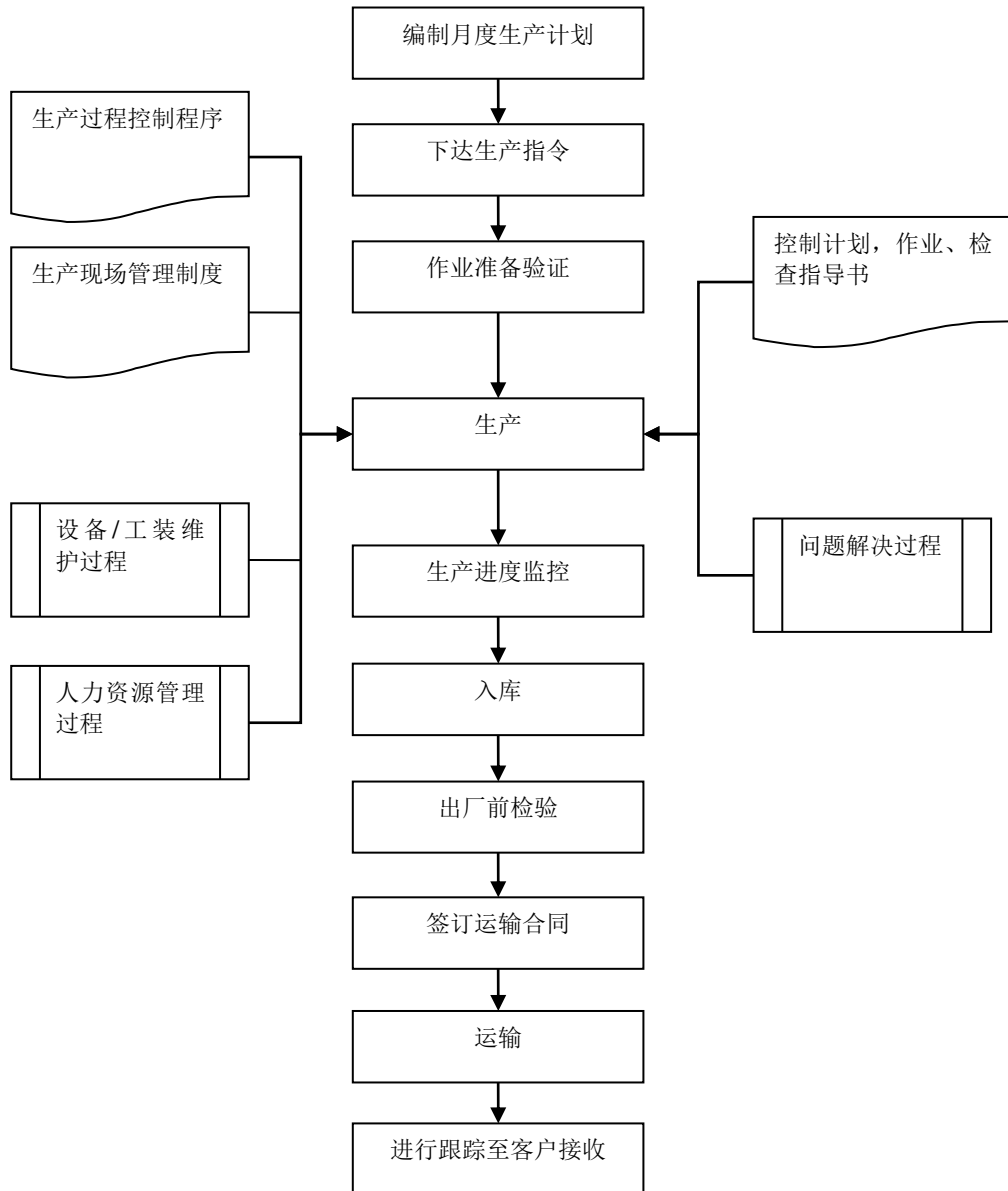 编制月度生产计划
生产过程控制程序
下达生产指令
控制计划，作业、检
查指导书
生产现场管理制度
作业准备验证
生产
设备/工装维
护过程
问题解决过程
生产进度监控
人力资源管理
过程
入库
出厂前检验
签订运输合同
运输
进行跟踪至客户接收